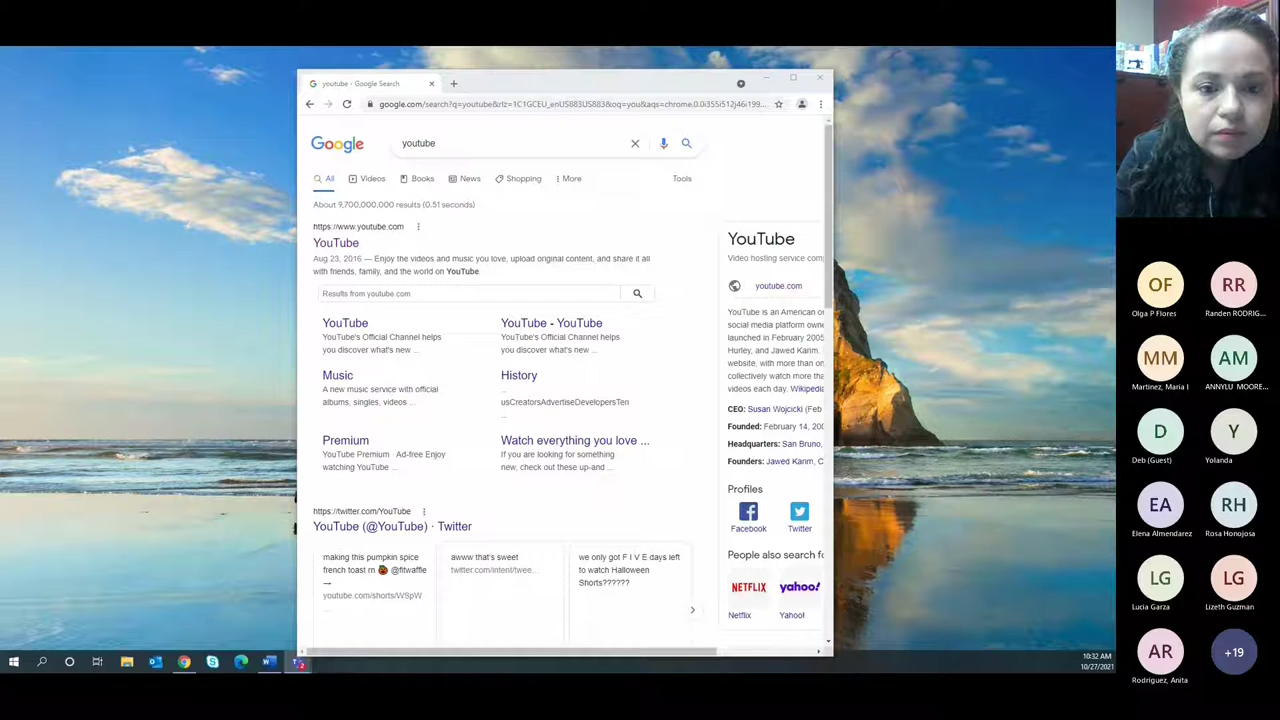 youtube - Google Search
google.com/search?q=youtube&rlz=1C1GCEU_enUS883US883&oq=you&aqs=chrome.0.0i355i512j46i199...
Google
youtube
All
Videos
Books
News
Shopping
More
Tools
About 9,700,000,000 results (0.51 seconds)
https://www.youtube.com
YouTube
Aug 23, 2016 — Enjoy the videos and music you love, upload original content, and share it all
with friends, family, and the world on YouTube.
Results from youtube.com
YouTube
YouTube's Official Channel helps
you discover what's new ...
YouTube - YouTube
YouTube's Official Channel helps
you discover what's new ...
Music
A new music service with official
albums, singles, videos ...
History
...
usCreatorsAdvertiseDevelopersTen
...
Premium
YouTube Premium · Ad-free Enjoy
watching YouTube ...
Watch everything you love ...
If you are looking for something
new, check out these up-and ...
https://twitter.com/YouTube
YouTube (@YouTube) · Twitter
making this pumpkin spice
french toast rn 🎃 @fitwaffle
→
youtube.com/shorts/WSpW
...
awww that's sweet
twitter.com/intent/twee...
we only got F I V E days left
to watch Halloween
Shorts??????
YouTube
Video hosting service com
youtube.com
YouTube is an American o
social media platform own
launched in February 2005
Hurley, and Jawed Karim.
website, with more than on
collectively watch more tha
videos each day. Wikipedia
CEO: Susan Wojcicki (Feb
Founded: February 14, 200
Headquarters: San Bruno,
Founders: Jawed Karim, C
Profiles
Facebook
Twitter
People also search fo
NETFLIX
yahoo!
Netflix
Yahoo!
10:32 AM
10/27/2021
OF
Olga P Flores
RR
Randen RODRIG...
MM
Martinez, Maria I
AM
ANNYLU MOORE...
D
Deb (Guest)
Y
Yolanda
EA
Elena Almendarez
RH
Rosa Honojosa
LG
Lucia Garza
LG
Lizeth Guzman
AR
Rodriguez, Anita
+19